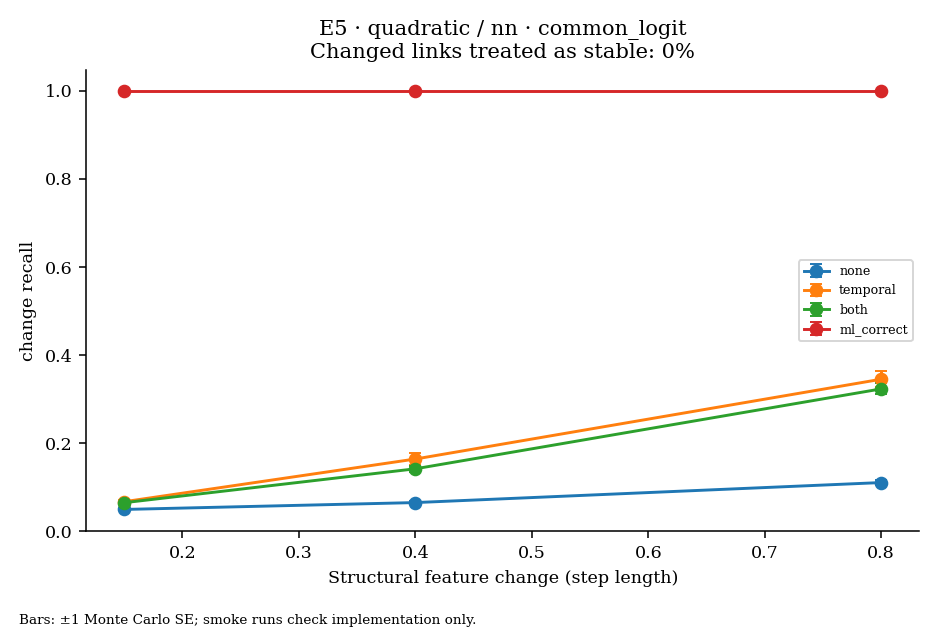 E5 · quadratic / nn · common_logit
Changed links treated as stable: 0%
change recall
1.0
0.8
0.6
0.4
0.2
0.0
none
temporal
both
ml_correct
0.2 0.3 0.4 0.5 0.6 0.7 0.8
Structural feature change (step length)
Bars: ±1 Monte Carlo SE; smoke runs check implementation only.